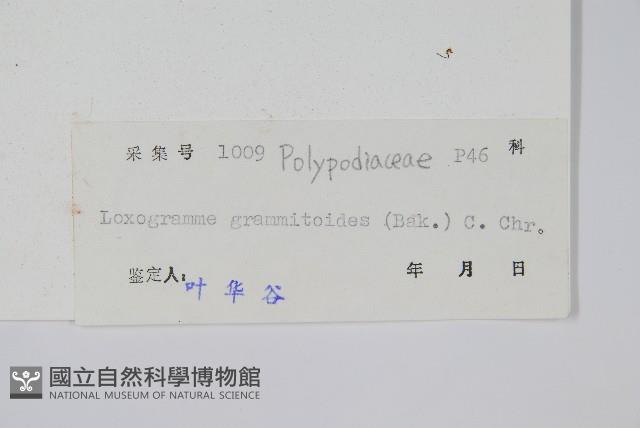 采集号 1009 Polypodiaceae P46 科
Loxogramme grammitoides (Bak.) C. Chr。
鉴定人: 叶华谷 年 月 日
國立自然科學博物館
NATIONAL MUSEUM OF NATURAL SCIENCE